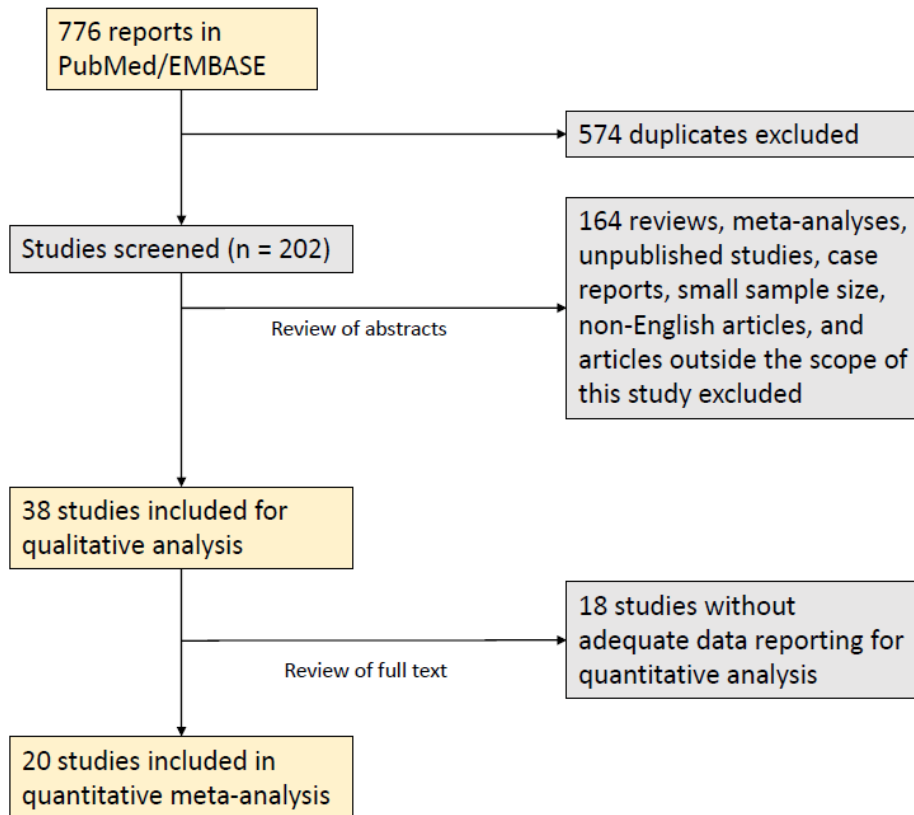 776 reports in
PubMed/EMBASE
574 duplicates excluded
Studies screened (n = 202)
164 reviews, meta-analyses,
unpublished studies, case
reports, small sample size,
non-English articles, and
articles outside the scope of
this study excluded
Review of abstracts
38 studies included for
qualitative analysis
18 studies without
adequate data reporting for
quantitative analysis
Review of full text
20 studies included in
quantitative meta-analysis